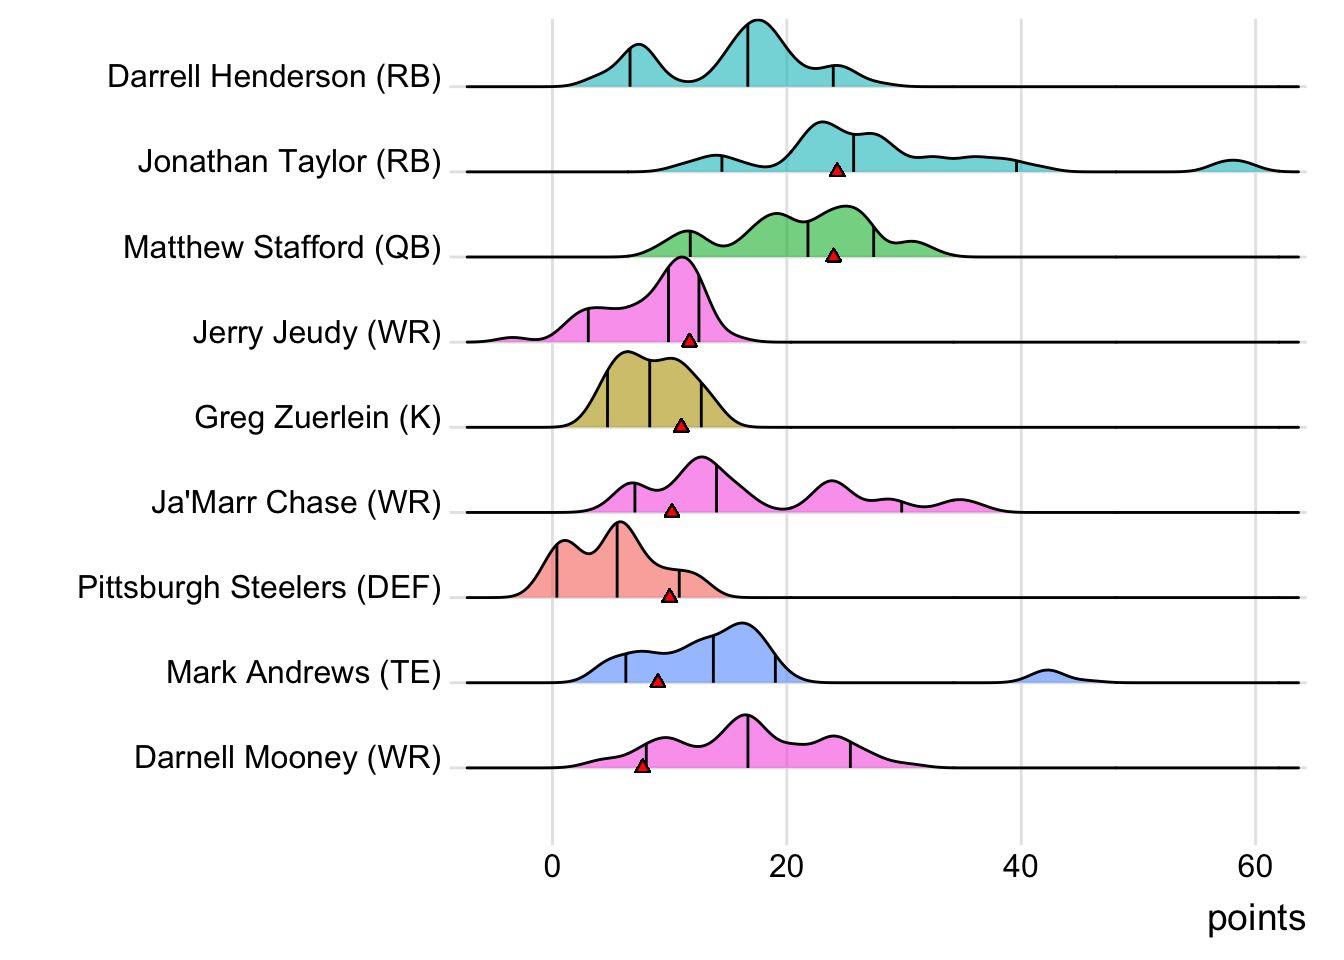 Darrell Henderson (RB)
Jonathan Taylor (RB)
Matthew Stafford (QB)
Jerry Jeudy (WR)
Greg Zuerlein (K)
Ja'Marr Chase (WR)
Pittsburgh Steelers (DEF)
Mark Andrews (TE)
Darnell Mooney (WR)
0 20 40 60
points